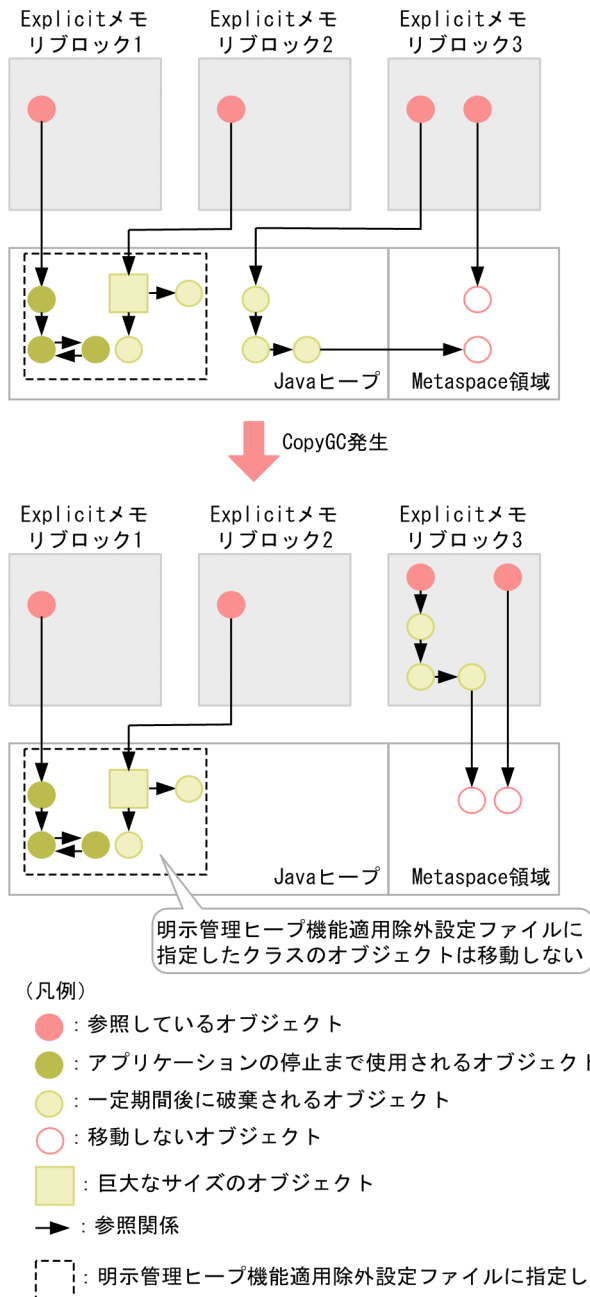 Explicitメモ
リブロック1
Explicitメモ
リブロック2
Explicitメモ
リブロック3
Javaヒープ
Metaspace領域
CopyGC発生
Explicitメモ
リブロック1
Explicitメモ
リブロック2
Explicitメモ
リブロック3
Javaヒープ
Metaspace領域
明示管理ヒープ機能適用除外設定ファイルに
指定したクラスのオブジェクトは移動しない
(凡例)
：参照しているオブジェクト
：アプリケーションの停止まで使用されるオブジェクト
：一定期間後に破棄されるオブジェクト
：移動しないオブジェクト
：巨大なサイズのオブジェクト
：参照関係
：明示管理ヒープ機能適用除外設定ファイルに指定し